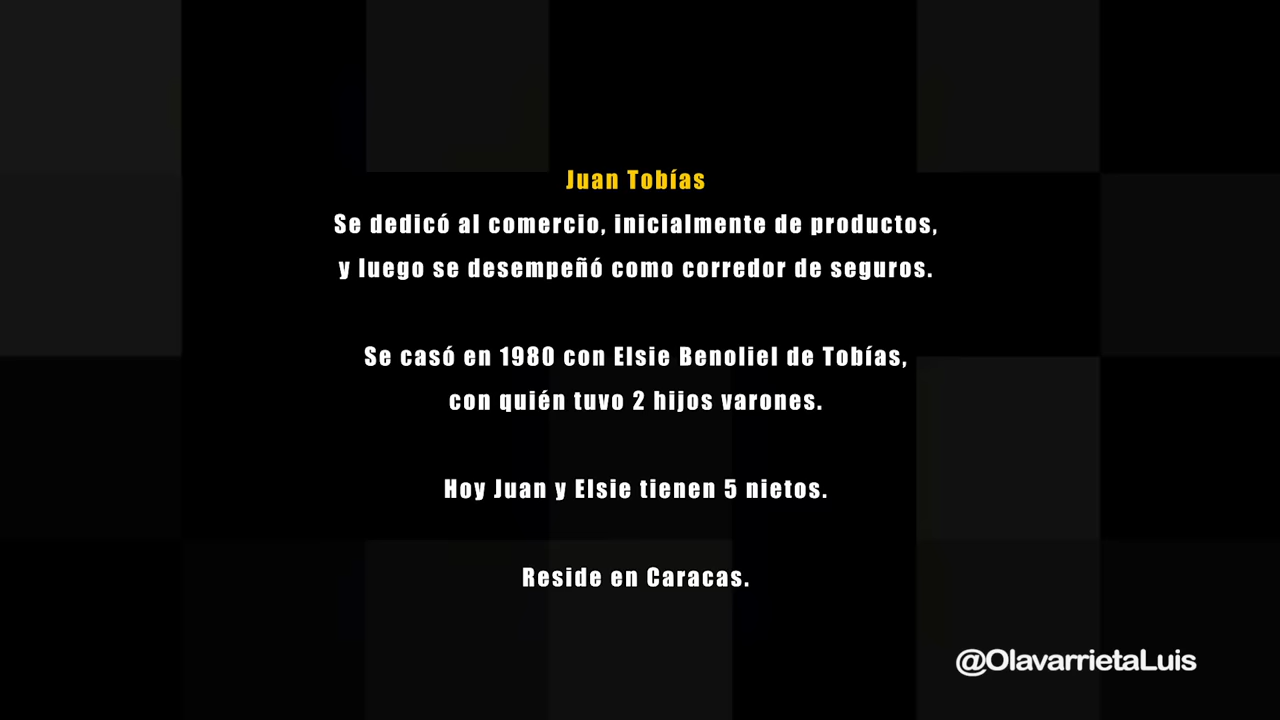 Juan Tobías
Se dedicó al comercio, inicialmente de productos,
y luego se desempeñó como corredor de seguros.
Se casó en 1980 con Elsie Benoliel de Tobías,
con quién tuvo 2 hijos varones.
Hoy Juan y Elsie tienen 5 nietos.
Reside en Caracas.
@OlavarrietaLuis